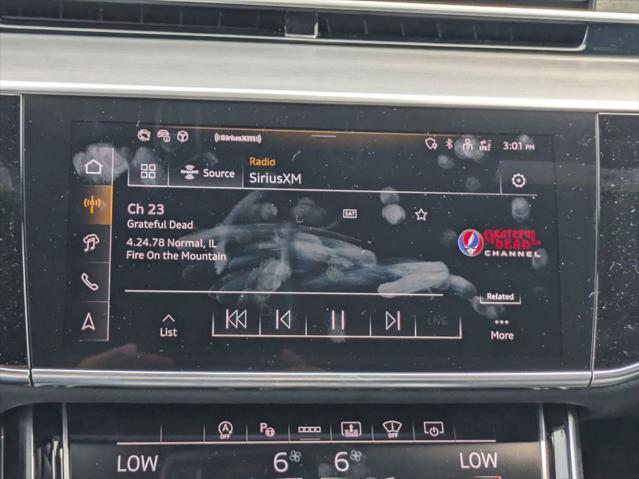 ((SiriusXM))
3:01 PM
Radio
Source
SiriusXM
Ch 23
SAT
Grateful Dead
4.24.78 Normal, IL
Fire On the Mountain
GRATEFUL DEAD
CHANNEL
Related
List
LIVE
More
A OFF
P
OFF
LOW 6 6 LOW